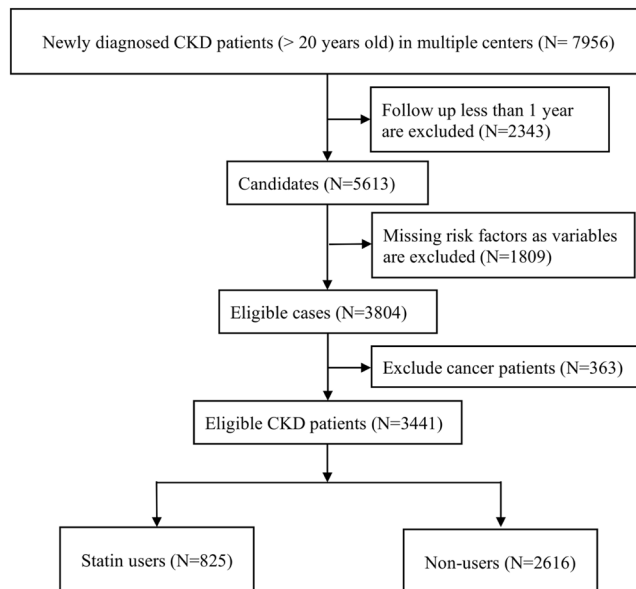 Newly diagnosed CKD patients (> 20 years old) in multiple centers (N= 7956)
Follow up less than 1 year
are excluded (N=2343)
Candidates (N=5613)
Missing risk factors as variables
are excluded (N=1809)
Eligible cases (N=3804)
Exclude cancer patients (N=363)
Eligible CKD patients (N=3441)
Statin users (N=825)
Non-users (N=2616)